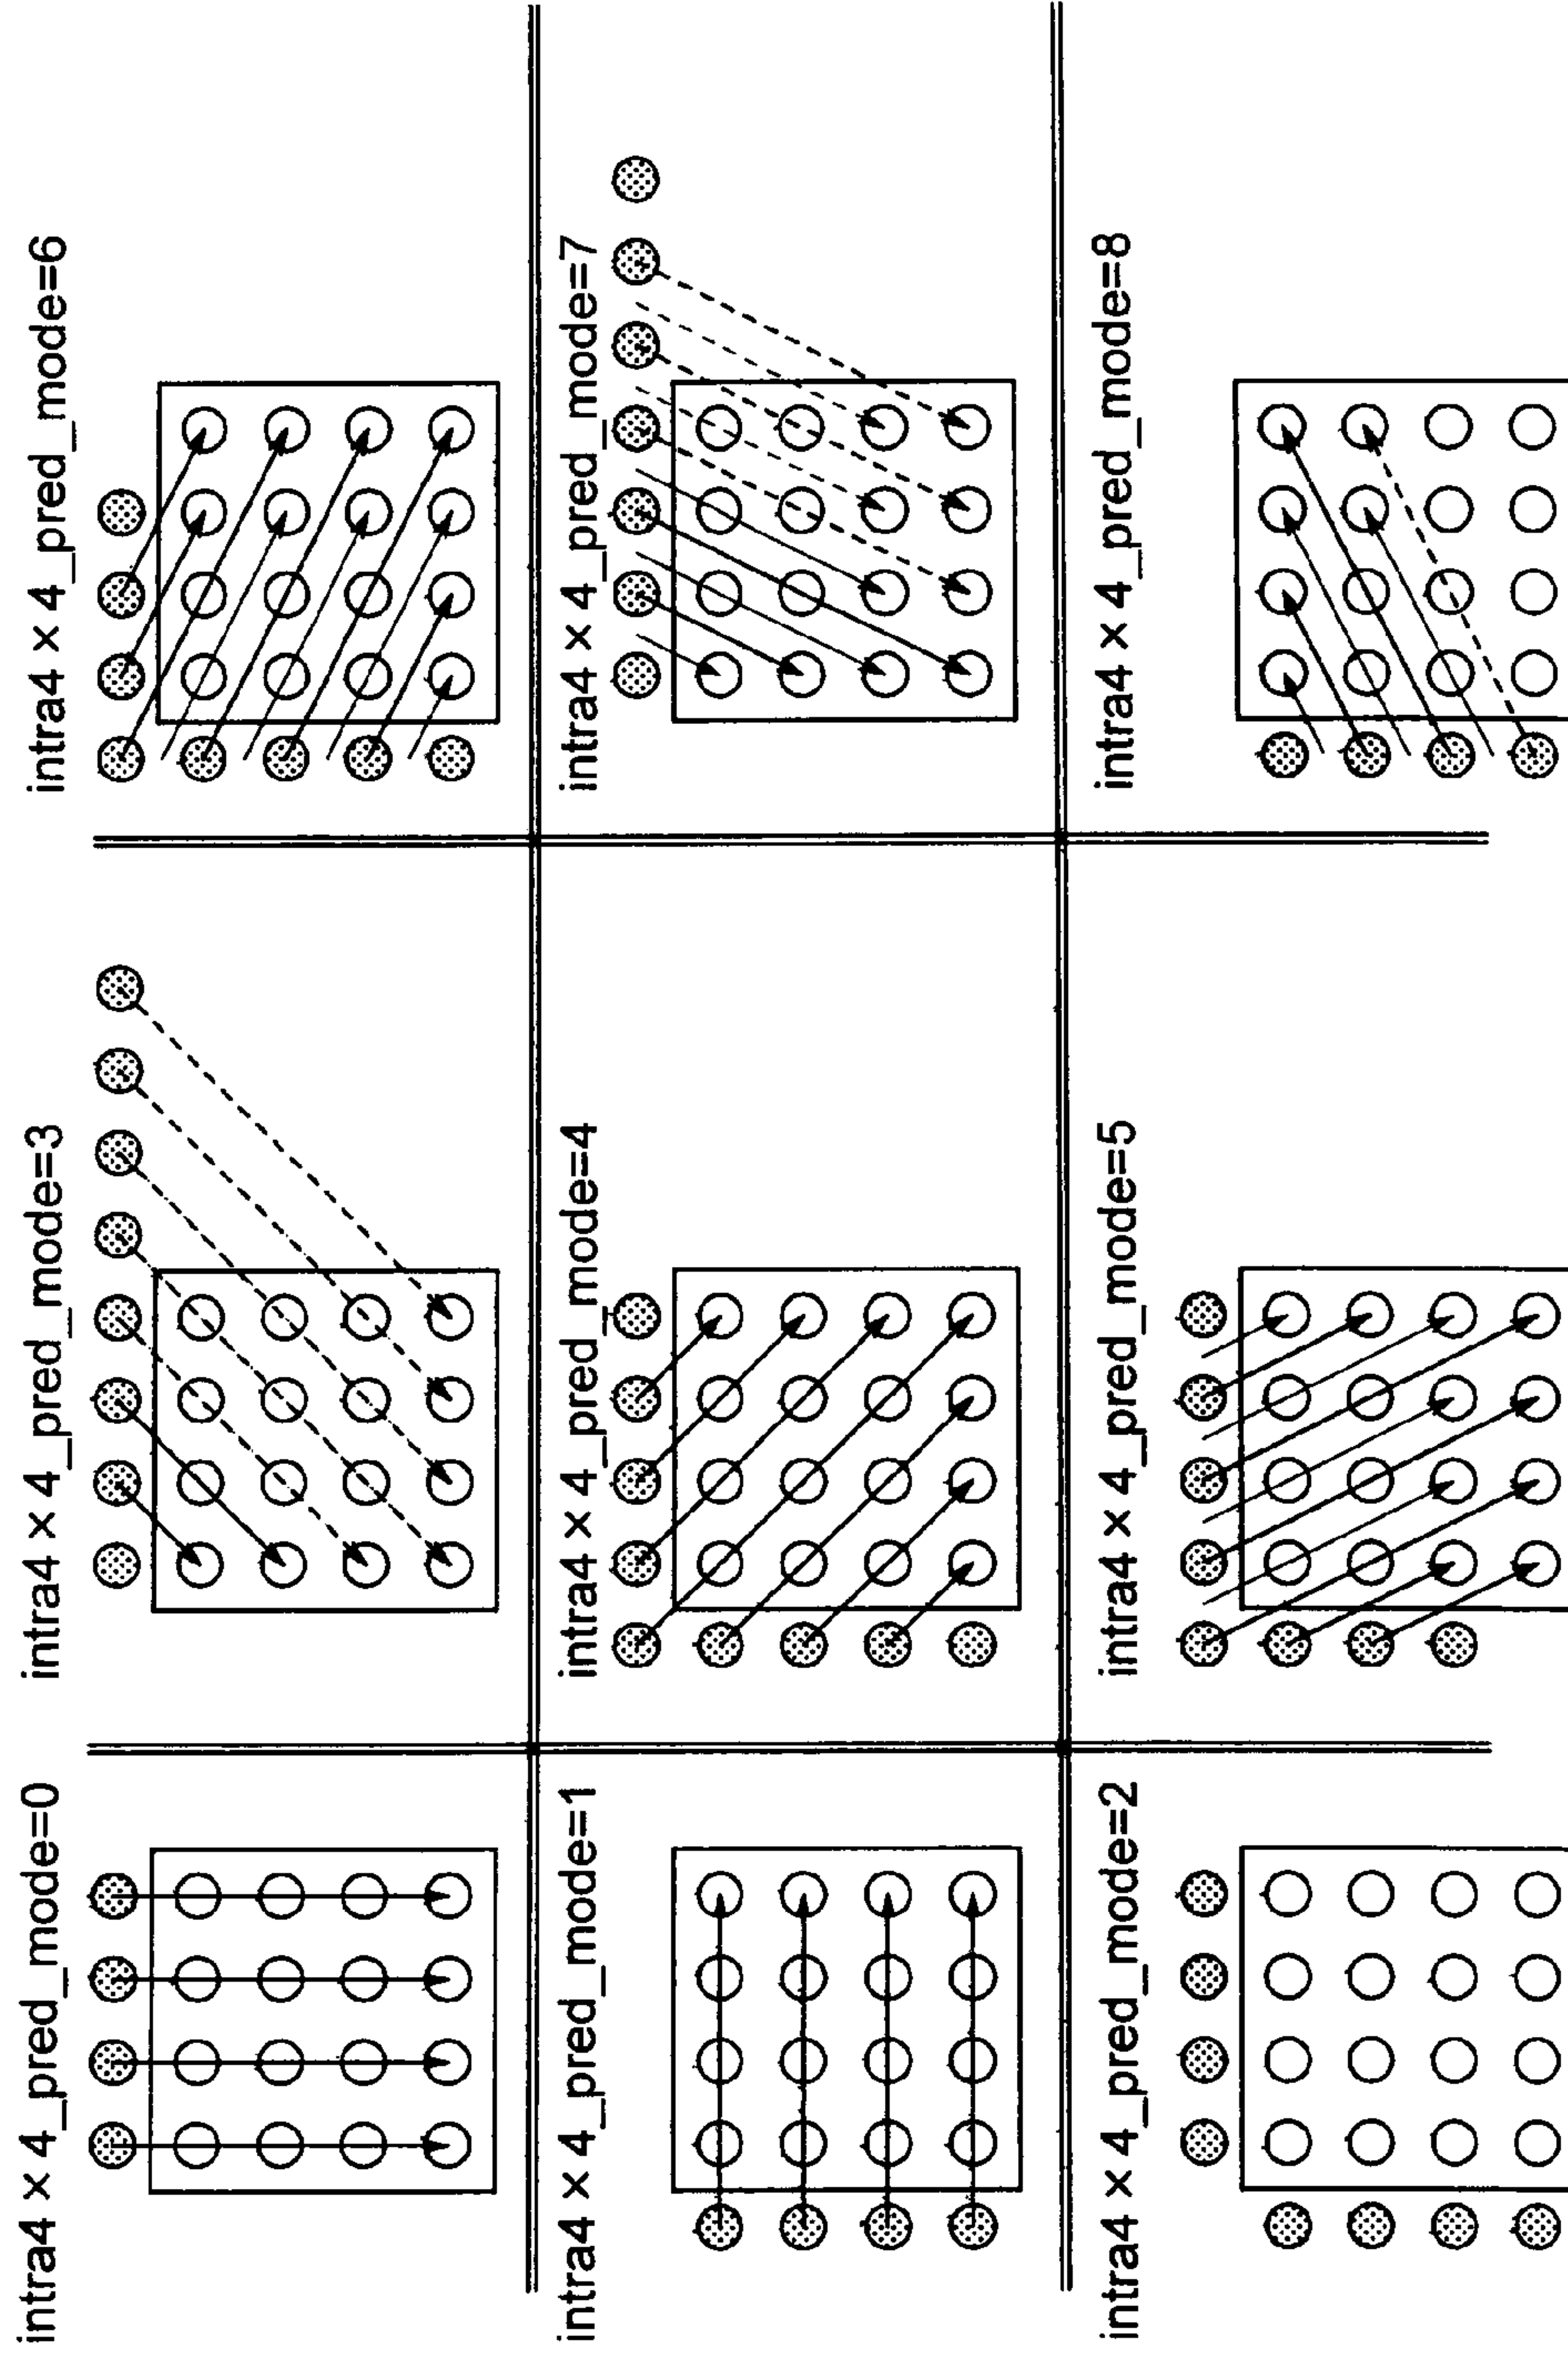 intra4 × 4_pred_mode=0
intra4 × 4_pred_mode=3
intra4 × 4_pred_mode=6
intra4 × 4_pred_mode=1
intra4 × 4_pred_mode=4
intra4 × 4_pred_mode=7
intra4 × 4_pred_mode=2
intra4 × 4_pred_mode=5
intra4 × 4_pred_mode=8